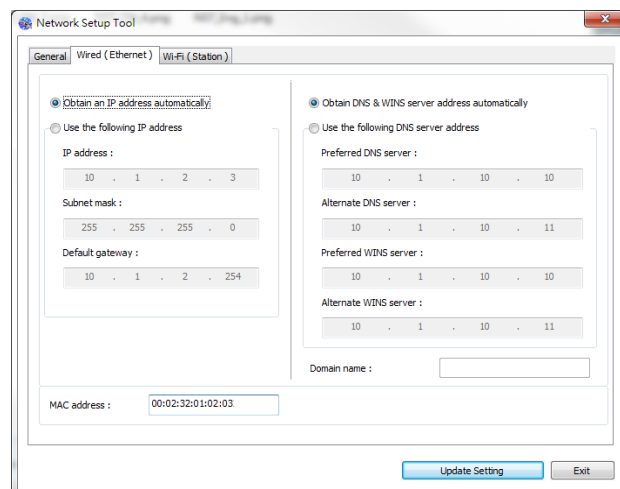 Network Setup Tool
General Wired ( Ethernet ) Wi-Fi ( Station )
Obtain an IP address automatically
Use the following IP address
IP address :
10 . 1 . 2 . 3
Subnet mask :
255 . 255 . 255 . 0
Default gateway :
10 . 1 . 2 . 254
Obtain DNS & WINS server address automatically
Use the following DNS server address
Preferred DNS server :
10 . 1 . 10 . 10
Alternate DNS server :
10 . 1 . 10 . 11
Preferred WINS server :
10 . 1 . 10 . 10
Alternate WINS server :
10 . 1 . 10 . 11
Domain name :
MAC address : 00:02:32:01:02:03
Update Setting Exit